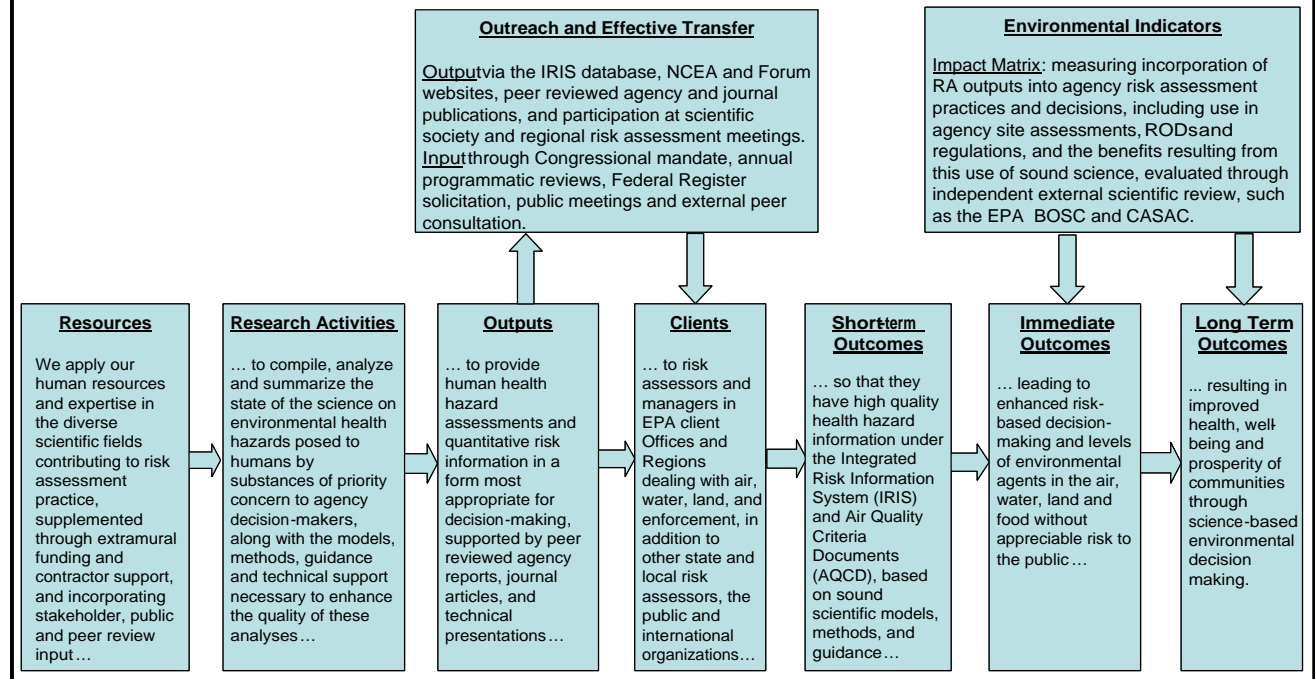 Outreach and Effective Transfer
Outputvia the IRIS database, NCEA and Forum
websites, peer reviewed agency and journal
publications, and participation at scientific
society and regional risk assessment meetings.
Inputthrough Congressional mandate, annual
programmatic reviews, Federal Register
solicitation, public meetings and external peer
consultation.
Environmental Indicators
Impact Matrix: measuring incorporation of
RA outputs into agency risk assessment
practices and decisions, including use in
agency site assessments, RODsand
regulations, and the benefits resulting from
this use of sound science, evaluated through
independent external scientific review, such
as the EPA BOSC and CASAC.
Resources
We apply our
human resources
and expertise in
the diverse
scientific fields
contributing to risk
assessment
practice,
supplemented
through extramural
funding and
contractor support,
and incorporating
stakeholder, public
and peer review
input…
Research Activities
… to compile, analyze
and summarize the
state of the science on
environmental health
hazards posed to
humans by
substances of priority
concern to agency
decision-makers,
along with the models,
methods, guidance
and technical support
necessary to enhance
the quality of these
analyses…
Outputs
… to provide
human health
hazard
assessments and
quantitative risk
information in a
form most
appropriate for
decision-making,
supported by peer
reviewed agency
reports, journal
articles, and
technical
presentations…
Clients
… to risk
assessors and
managers in
EPA client
Offices and
Regions
dealing with air,
water, land, and
enforcement, in
addition to
other state and
local risk
assessors, the
public and
international
organizations…
Short-term
Outcomes
… so that they
have high quality
health hazard
information under
the Integrated
Risk Information
System (IRIS)
and Air Quality
Criteria
Documents
(AQCD), based
on sound
scientific models,
methods, and
guidance…
Immediate
Outcomes
… leading to
enhanced risk-
based decision-
making and levels
of environmental
agents in the air,
water, land and
food without
appreciable risk to
the public…
Long Term
Outcomes
... resulting in
improved
health, well-
being and
prosperity of
communities
through
science-based
environmental
decision
making.